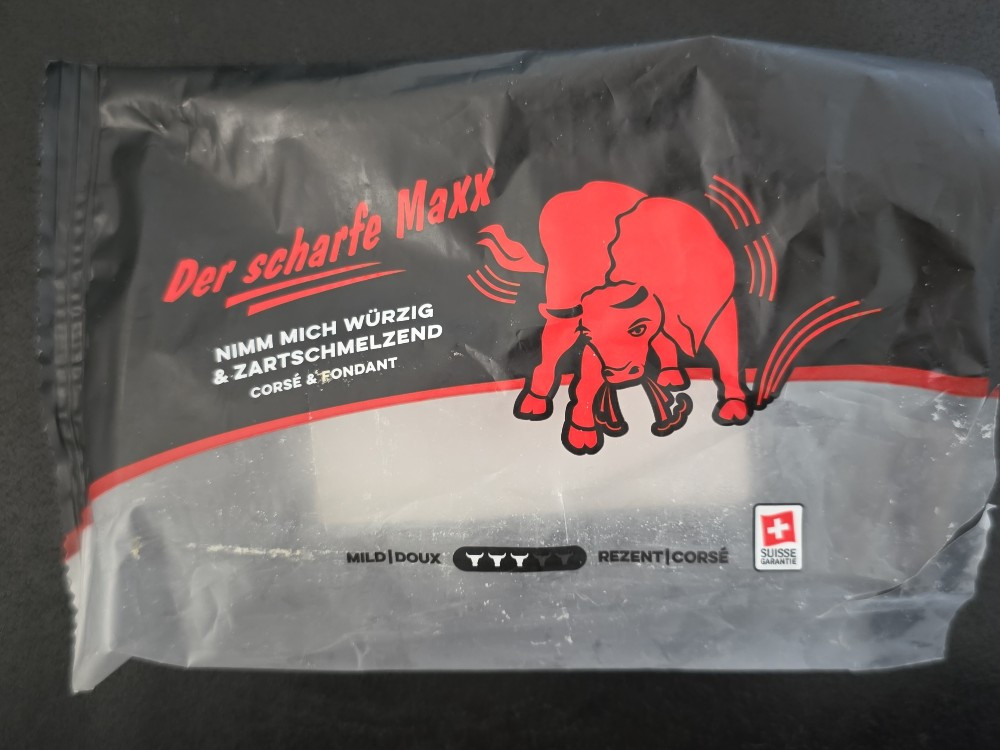 Der scharfe Maxx
NIMM MICH WÜRZIG
& ZARTSCHMELZEND
CORSÉ & FONDANT
MILD|DOUX
REZENT|CORSÉ
SUISSE
GARANTIE